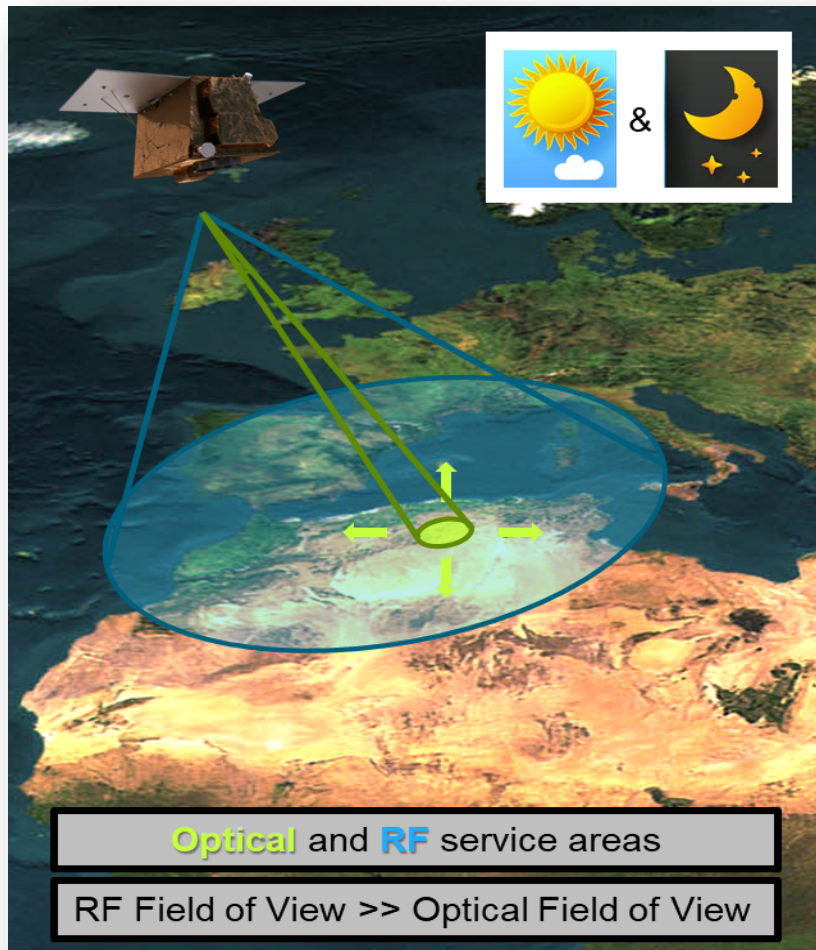 &
Optical and RF service areas
RF Field of View >> Optical Field of View